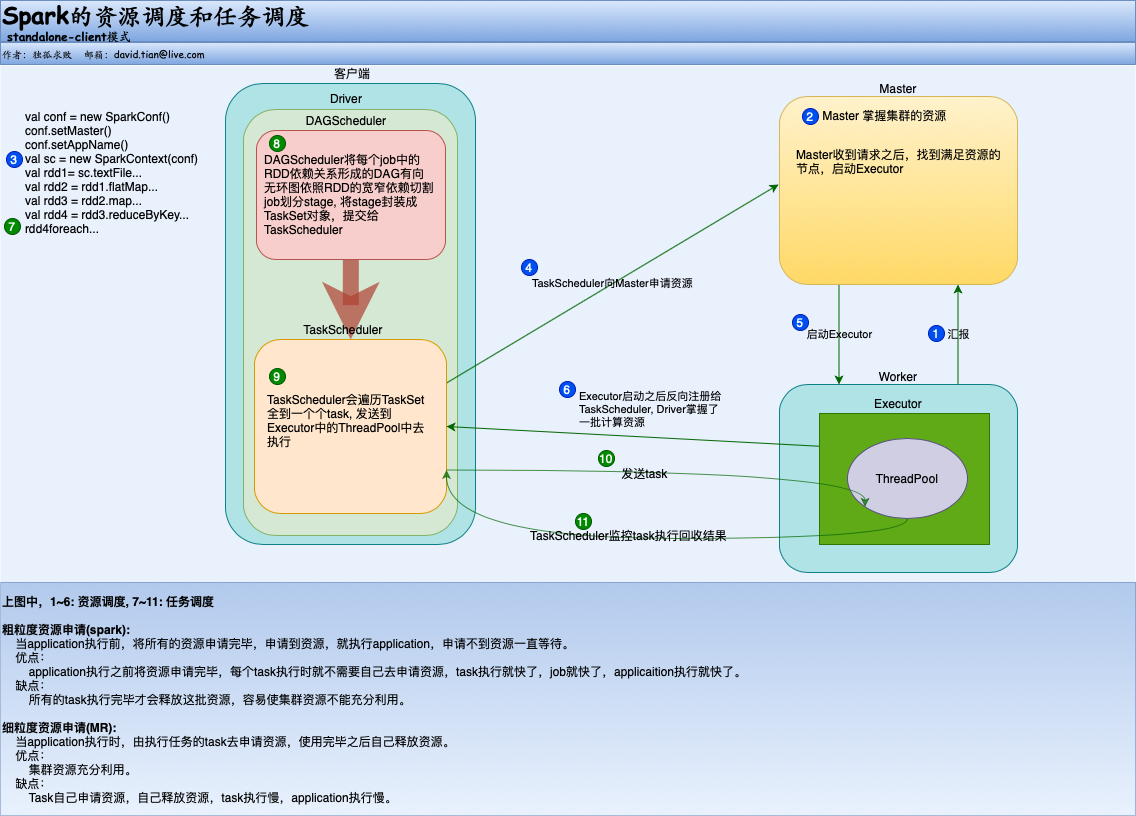 Spark的资源调度和任务调度
standalone-client模式
作者：独孤求败 邮箱：david.tian@live.com
客户端
Driver
DAGScheduler
Master
val conf = new SparkConf()
conf.setMaster()
conf.setAppName()
3 val sc = new SparkContext(conf)
val rdd1= sc.textFile...
val rdd2 = rdd1.flatMap...
val rdd3 = rdd2.map...
val rdd4 = rdd3.reduceByKey...
7 rdd4foreach...
8
DAGScheduler将每个job中的
RDD依赖关系形成的DAG有向
无环图依照RDD的宽窄依赖切割
job划分stage, 将stage封装成
TaskSet对象，提交给
TaskScheduler
2 Master 掌握集群的资源
Master收到请求之后，找到满足资源的
节点，启动Executor
4
TaskScheduler向Master申请资源
5
启动Executor
1 汇报
TaskScheduler
9
TaskScheduler会遍历TaskSet
全到一个个task, 发送到
Executor中的ThreadPool中去
执行
6
Executor启动之后反向注册给
TaskScheduler, Driver掌握了
一批计算资源
Worker
Executor
ThreadPool
10
发送task
11
TaskScheduler监控task执行回收结果
上图中，1~6: 资源调度, 7~11: 任务调度
粗粒度资源申请(spark):
当application执行前，将所有的资源申请完毕，申请到资源，就执行application，申请不到资源一直等待。
优点：
application执行之前将资源申请完毕，每个task执行时就不需要自己去申请资源，task执行就快了，job就快了，applicaition执行就快了。
缺点：
所有的task执行完毕才会释放这批资源，容易使集群资源不能充分利用。
细粒度资源申请(MR):
当application执行时，由执行任务的task去申请资源，使用完毕之后自己释放资源。
优点：
集群资源充分利用。
缺点：
Task自己申请资源，自己释放资源，task执行慢，application执行慢。